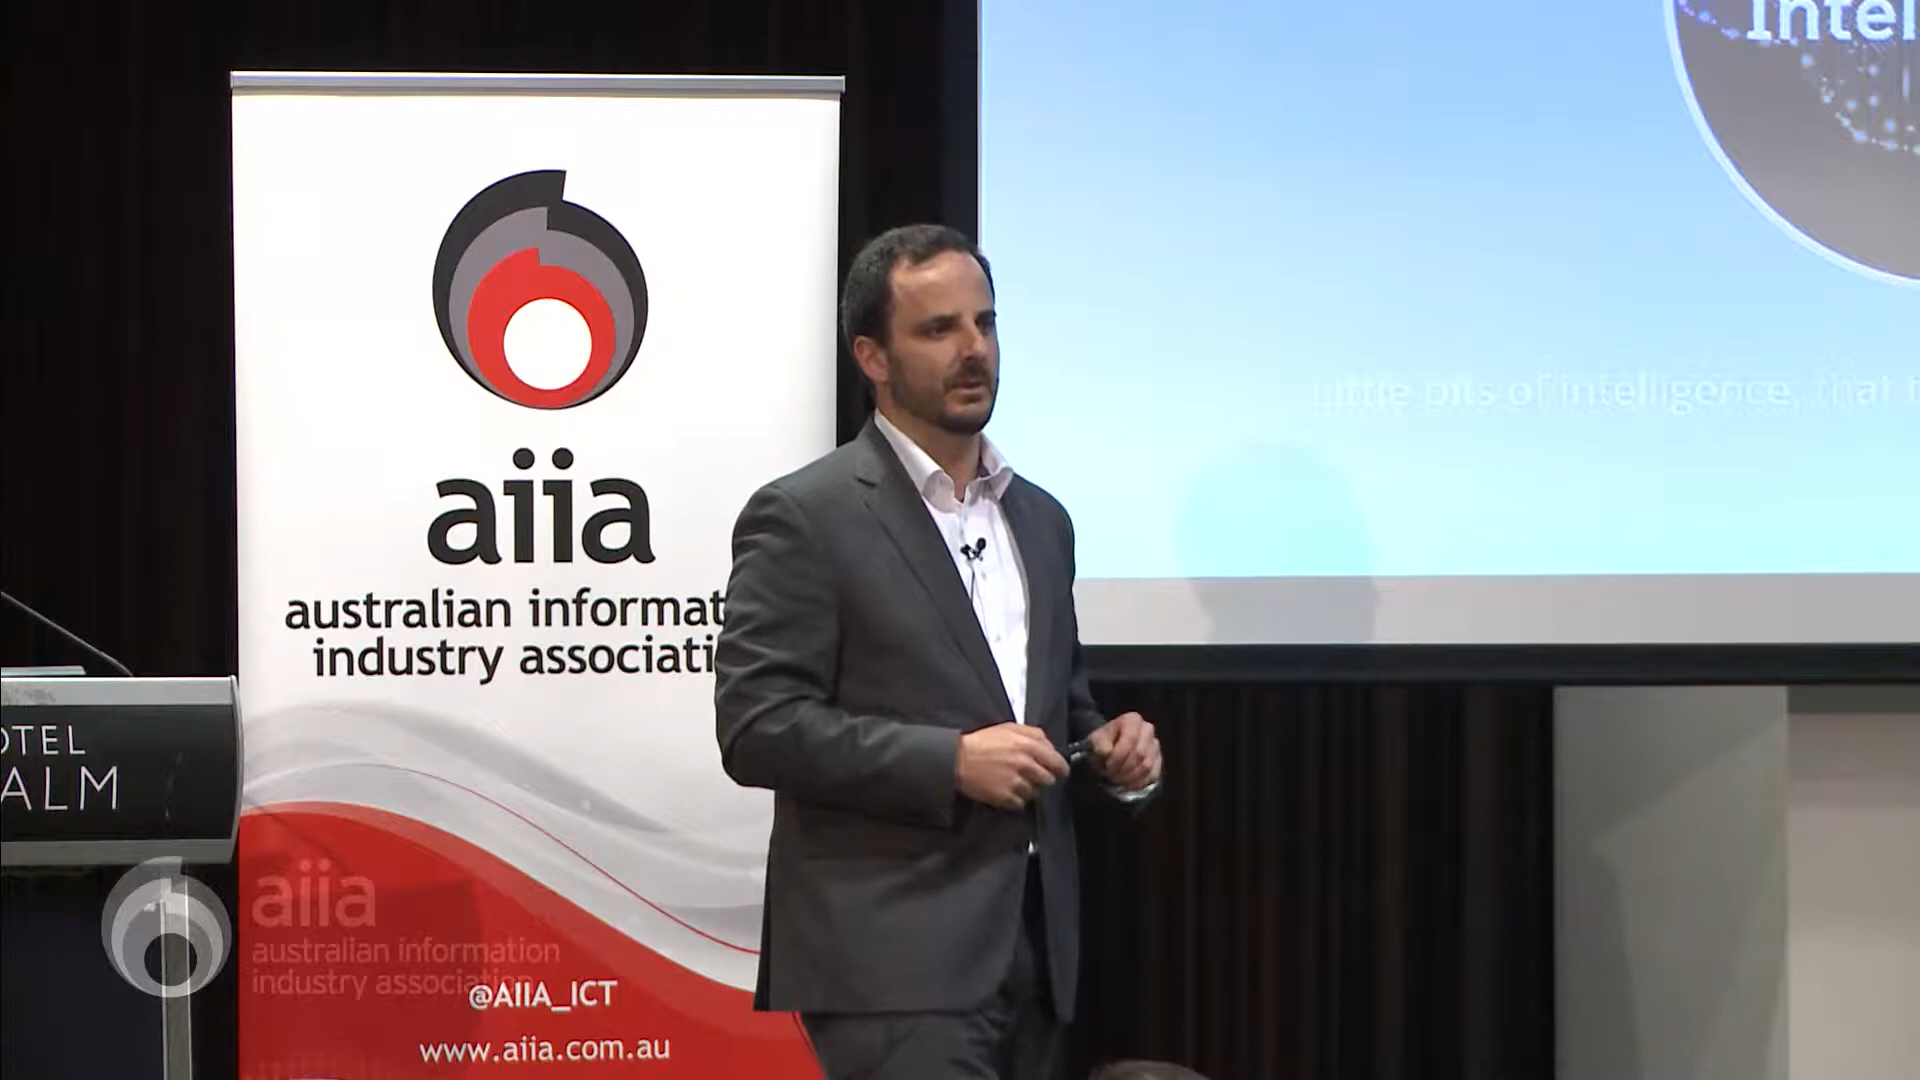 Intel
Little bits of intelligence, that
aiia
australian informat
industry associati
OTEL
ALM
aiia
australian information
industry association
@AIIA_ICT
www.aiia.com.au